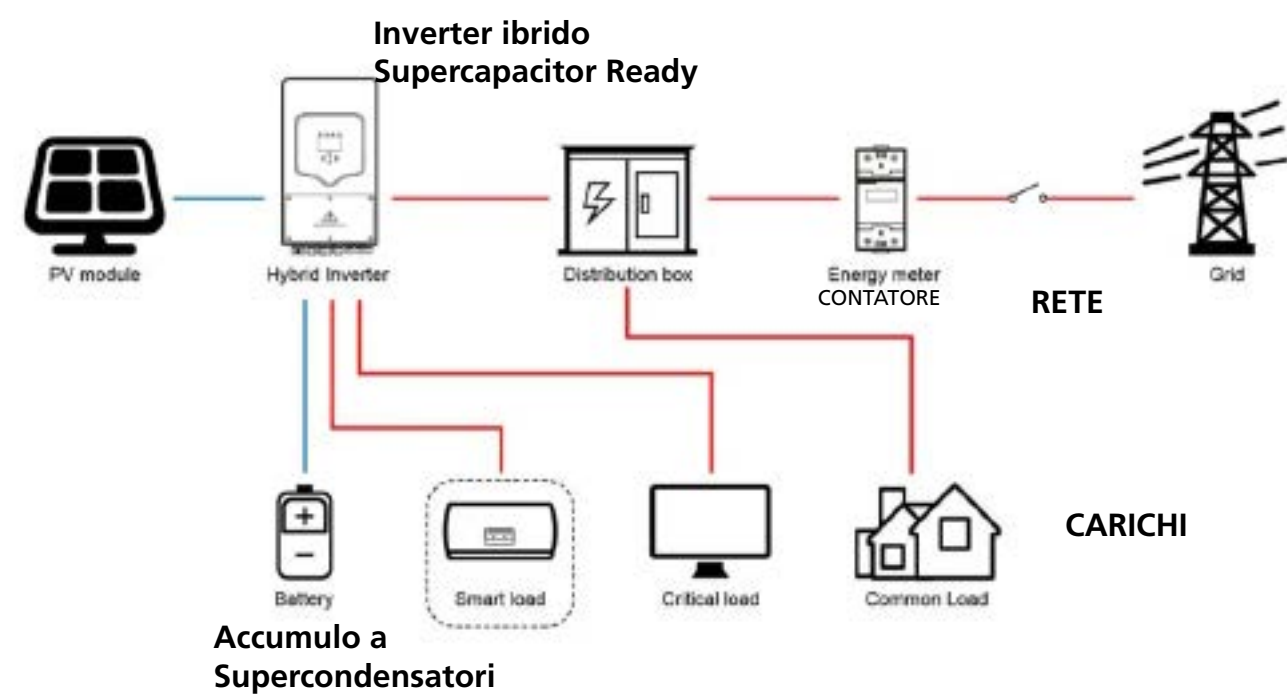 Inverter ibrido
Supercapacitor Ready
PV module
Hybrid Inverter
Distribution box
Energy meter
CONTATORE
RETE
Grid
Battery
Smart load
Critical load
Common Load
CARICHI
Accumulo a
Supercondensatori